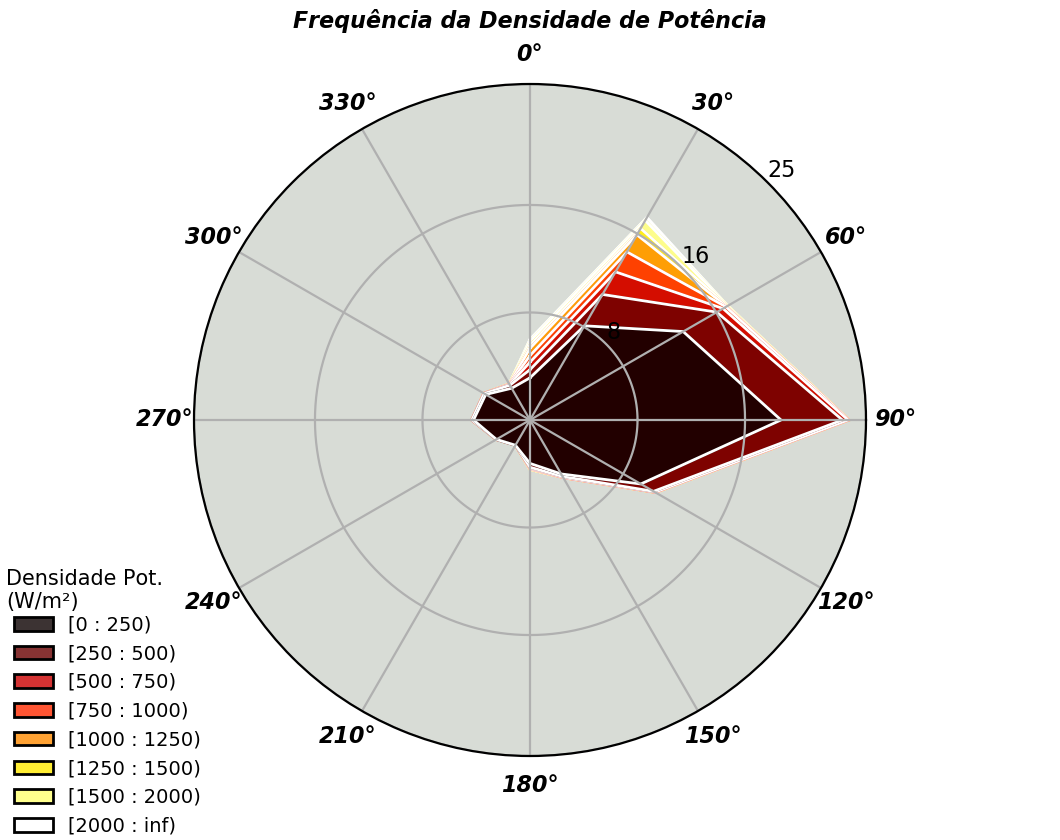 Frequência da Densidade de Potência
0°
330°
30°
25
300°
60°
16
8
270°
90°
240°
120°
210°
150°
180°
Densidade Pot.
(W/m²)
[0 : 250)
[250 : 500)
[500 : 750)
[750 : 1000)
[1000 : 1250)
[1250 : 1500)
[1500 : 2000)
[2000 : inf)